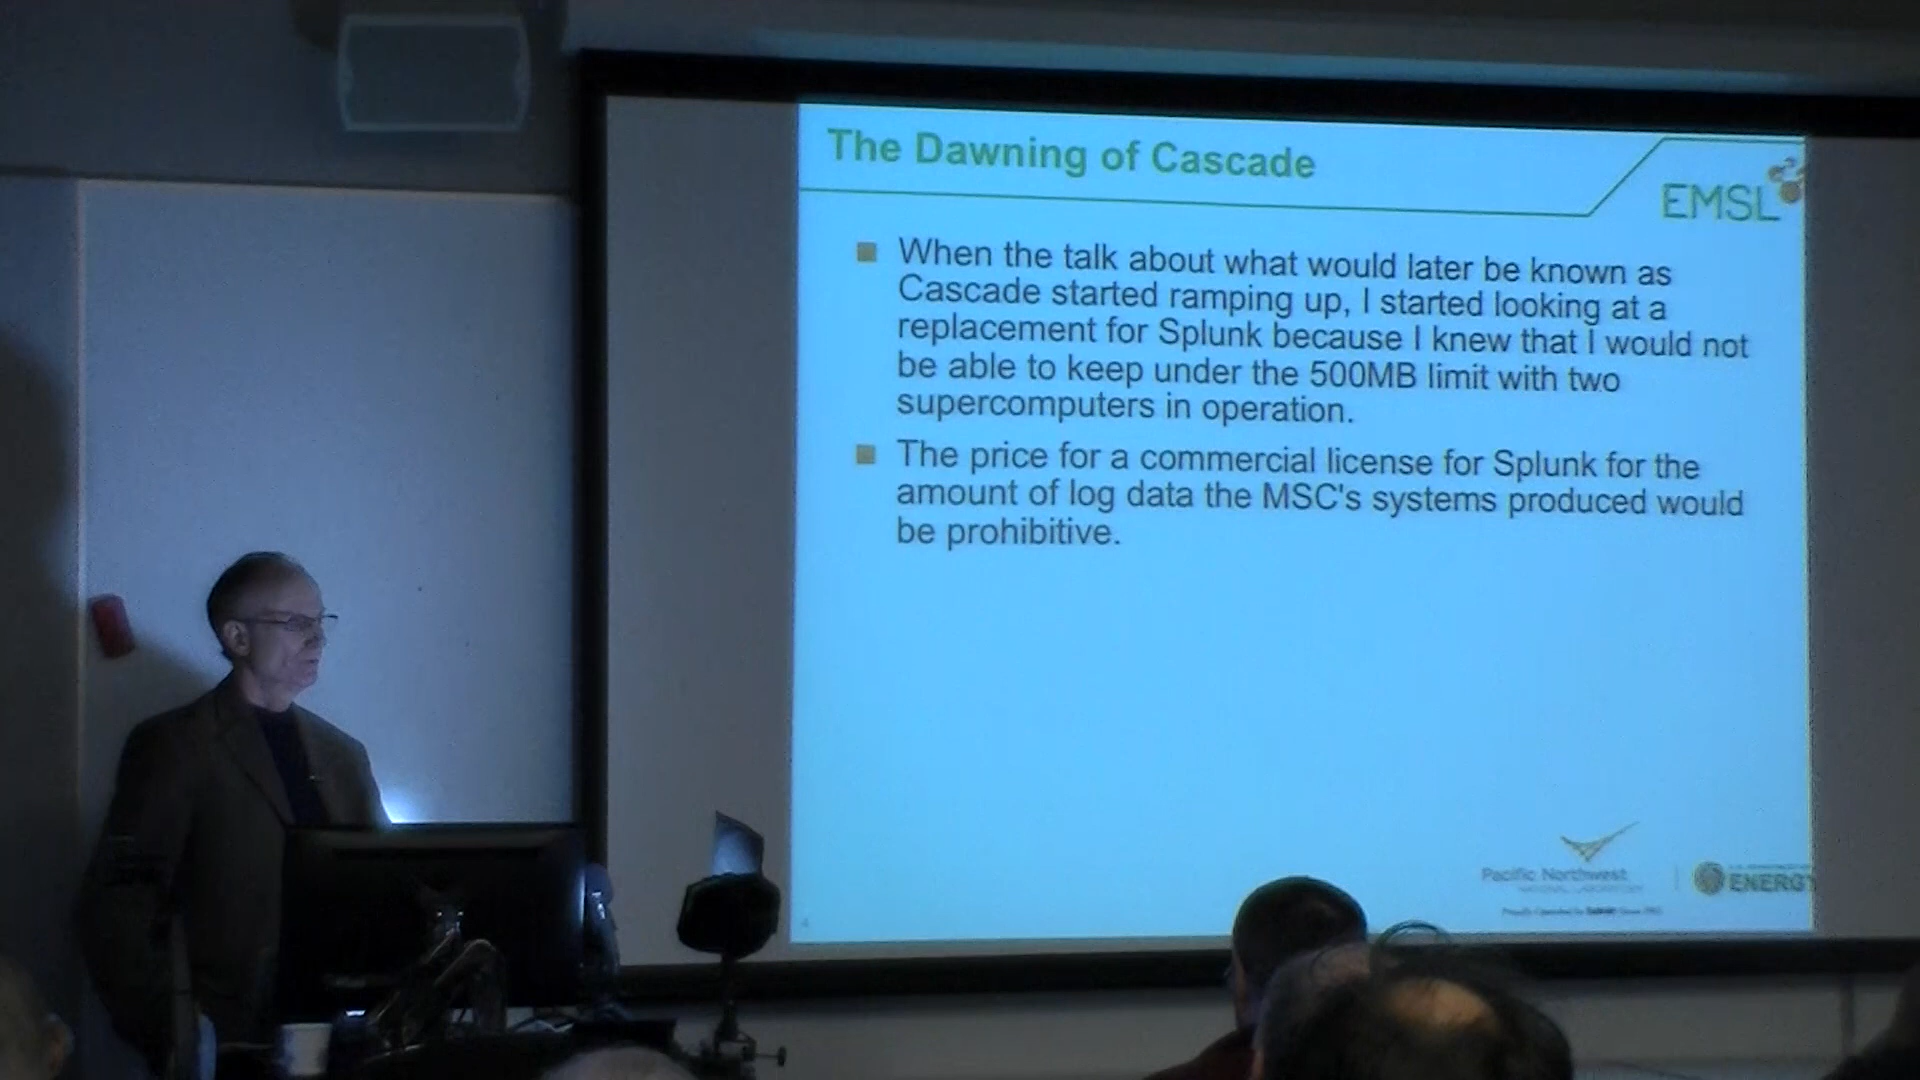 The Dawning of Cascade
EMSL
When the talk about what would later be known as
Cascade started ramping up, I started looking at a
replacement for Splunk because I knew that I would not
be able to keep under the 500MB limit with two
supercomputers in operation.
The price for a commercial license for Splunk for the
amount of log data the MSC's systems produced would
be prohibitive.
Pacific Northwest
NATIONAL LABORATORY
ENERGY
4